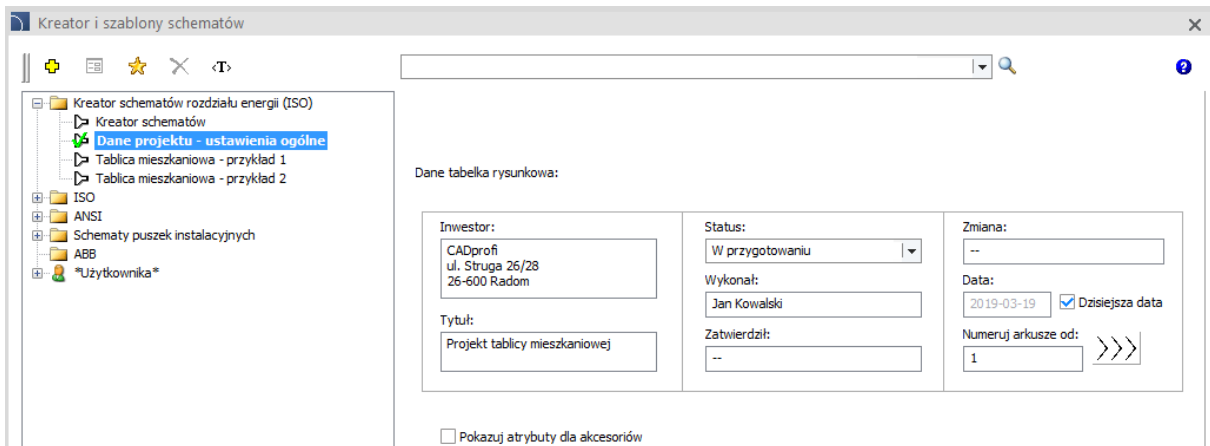 Kreator i szablony schematów
<T>
Kreator schematów rozdziału energii (ISO)
Kreator schematów
Dane projektu - ustawienia ogólne
Tablica mieszkaniowa - przykład 1
Tablica mieszkaniowa - przykład 2
ISO
ANSI
Schematy puszek instalacyjnych
ABB
*Użytkownika*
Dane tabelka rysunkowa:
Inwestor:
CADprofi
ul. Struga 26/28
26-600 Radom
Tytuł:
Projekt tablicy mieszkaniowej
Status:
W przygotowaniu
Wykonał:
Jan Kowalski
Zatwierdził:
--
Zmiana:
--
Data:
2019-03-19 Dzisiejsza data
Numeruj arkusze od:
1
Pokazuj atrybuty dla akcesoriów